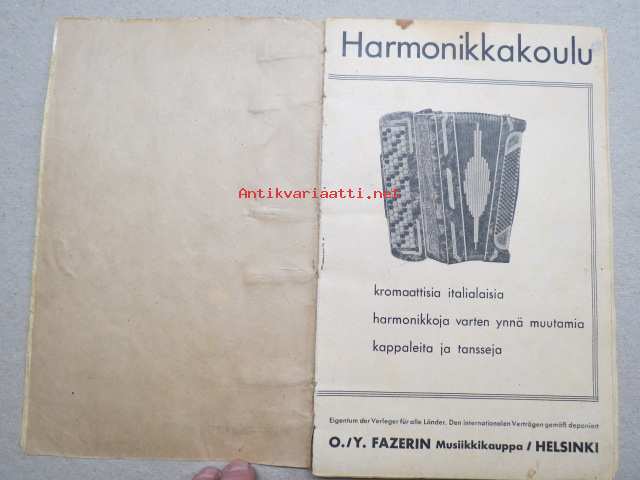 Harmonikkakoulu
Antikvariaatti.net
kromaattisia italialaisia
harmonikkoja varten ynnä muutamia
kappaleita ja tansseja
Eigentum der Verleger für alle Länder. Den internationalen Verträgen gemäß deponiert
O./Y. FAZERIN Musiikkikauppa / HELSINKI